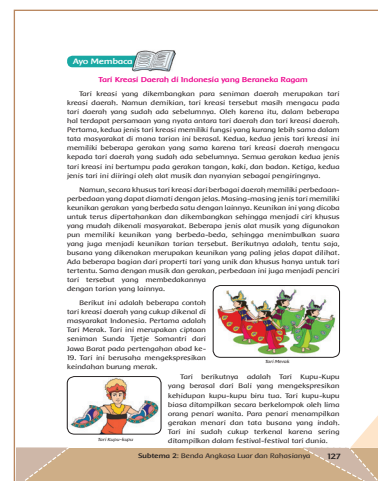 Ayo Membaca
Tari Kreasi Daerah di Indonesia yang Beraneka Ragam
Tari kreasi yang dikembangkan para seniman daerah merupakan tari
kreasi daerah. Namun demikian, tari kreasi tersebut masih mengacu pada
tari daerah yang sudah ada sebelumnya. Oleh karena itu, dalam beberapa
hal terdapat persamaan yang nyata antara tari daerah dan tari kreasi daerah.
Pertama, kedua jenis tari memiliki fungsi yang kurang lebih sama dalam
tata masyarakat di mana tarian ini berasal. Kedua, kedua jenis tari kreasi ini
memiliki beberapa gerakan yang sama karena tari kreasi daerah mengacu
kepada tari daerah yang sudah ada sebelumnya. Semua gerakan kedua jenis
tari kreasi ini bertumpu pada gerakan tangan, kaki, dan badan. Ketiga, kedua
jenis tari ini diiringi oleh alat musik dan nyanyian sebagai pengiringnya.
Namun, secara khusus tari kreasi dari berbagai daerah memiliki perbedaan-
perbedaan yang dapat diamati dengan jelas. Masing-masing jenis tari memiliki
keunikan gerakan yang berbeda satu dengan lainnya. Keunikan ini yang dicoba
untuk terus dipertahankan dan dikembangkan sehingga menjadi ciri khusus
yang mudah dikenali masyarakat. Beberapa jenis alat musik yang digunakan
pun memiliki keunikan yang berbeda-beda, sehingga menimbulkan suara
yang juga menjadi keunikan tarian tersebut. Berikutnya adalah, tentu saja,
busana yang dikenakan merupakan keunikan yang paling jelas dapat dilihat.
Ada beberapa bagian dari properti tari yang unik dan khusus hanya untuk tari
tertentu. Sama dengan musik dan gerakan, perbedaan ini juga menjadi penciri
tari tersebut yang membedakannya
dengan tarian yang lainnya.
Berikut ini adalah beberapa contoh
tari kreasi daerah yang cukup dikenal di
masyarakat Indonesia. Pertama adalah
Tari Merak. Tari ini merupakan ciptaan
seniman Sunda Tjetje Somantri dari
Jawa Barat pada pertengahan abad ke-
19. Tari ini berusaha mengekspresikan
keindahan burung merak.
Tari Merak
Tari berikutnya adalah Tari Kupu-Kupu
yang berasal dari Bali yang mengekspresikan
kehidupan kupu-kupu biru tua. Tari kupu-kupu
biasa ditampilkan secara berkelompok oleh lima
orang penari wanita. Para penari menampilkan
gerakan menari dan tata busana yang indah.
Tari ini sudah cukup terkenal karena sering
ditampilkan dalam festival-festival tari dunia.
Tari Kupu-kupu
Subtema 2: Benda Angkasa Luar dan Rahasianya 127